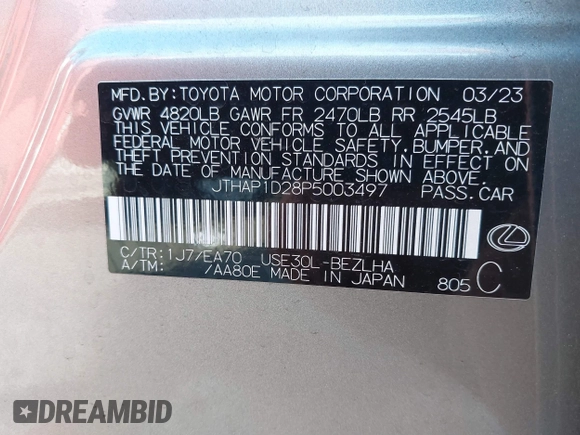 MFD.BY:TOYOTA MOTOR CORPORATION 03/23
GVWR 4820LB GAWR FR 2470LB RR 2545LB
THIS VEHICLE CONFORMS TO ALL APPLICABLE
FEDERAL MOTOR VEHICLE SAFETY,BUMPER,AND
THEFT PREVENTION STANDARDS IN EFFECT ON
THE DATE OF MANUFACTURE SHOWN ABOVE.
JTHAP1D28P5003497 PASS.CAR
C/TR:1J7/EA70 USE30L-BEZLHA
A/TM: /AA80E MADE IN JAPAN
805 C
DREAMBID